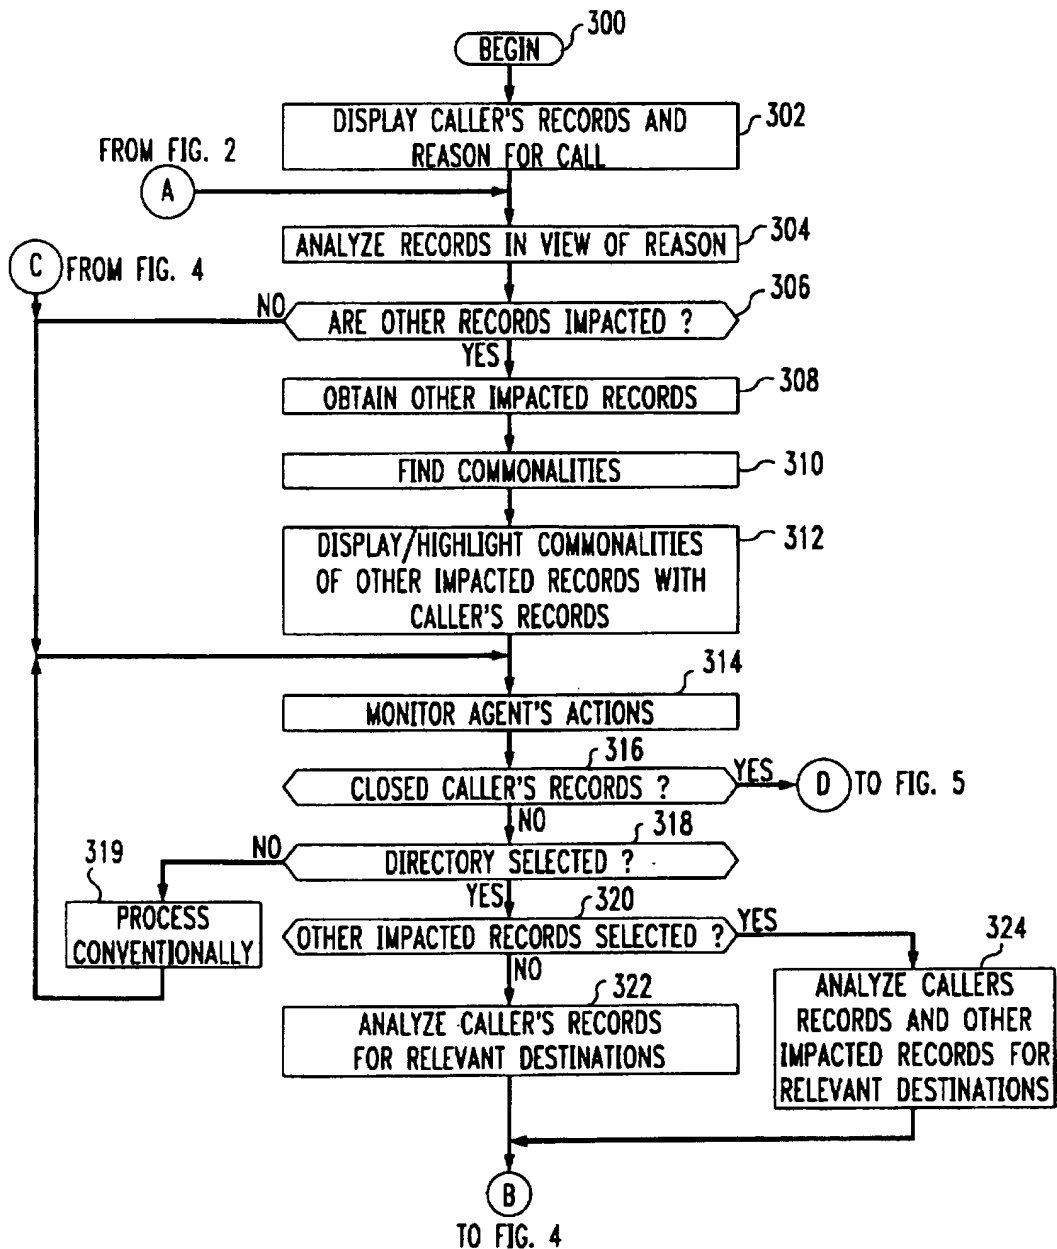 300
BEGIN
DISPLAY CALLER'S RECORDS AND
REASON FOR CALL
302
FROM FIG. 2
A
ANALYZE RECORDS IN VIEW OF REASON
304
C
FROM FIG. 4
306
NO
ARE OTHER RECORDS IMPACTED ?
YES
OBTAIN OTHER IMPACTED RECORDS
308
FIND COMMONALITIES
310
DISPLAY/HIGHLIGHT COMMONALITIES
OF OTHER IMPACTED RECORDS WITH
CALLER'S RECORDS
312
314
MONITOR AGENT'S ACTIONS
316
CLOSED CALLER'S RECORDS ?
YES
D
TO FIG. 5
NO
318
NO
DIRECTORY SELECTED ?
319
YES
320
PROCESS
CONVENTIONALLY
OTHER IMPACTED RECORDS SELECTED ?
YES
324
NO
322
ANALYZE CALLER'S RECORDS
FOR RELEVANT DESTINATIONS
ANALYZE CALLERS
RECORDS AND OTHER
IMPACTED RECORDS FOR
RELEVANT DESTINATIONS
B
TO FIG. 4